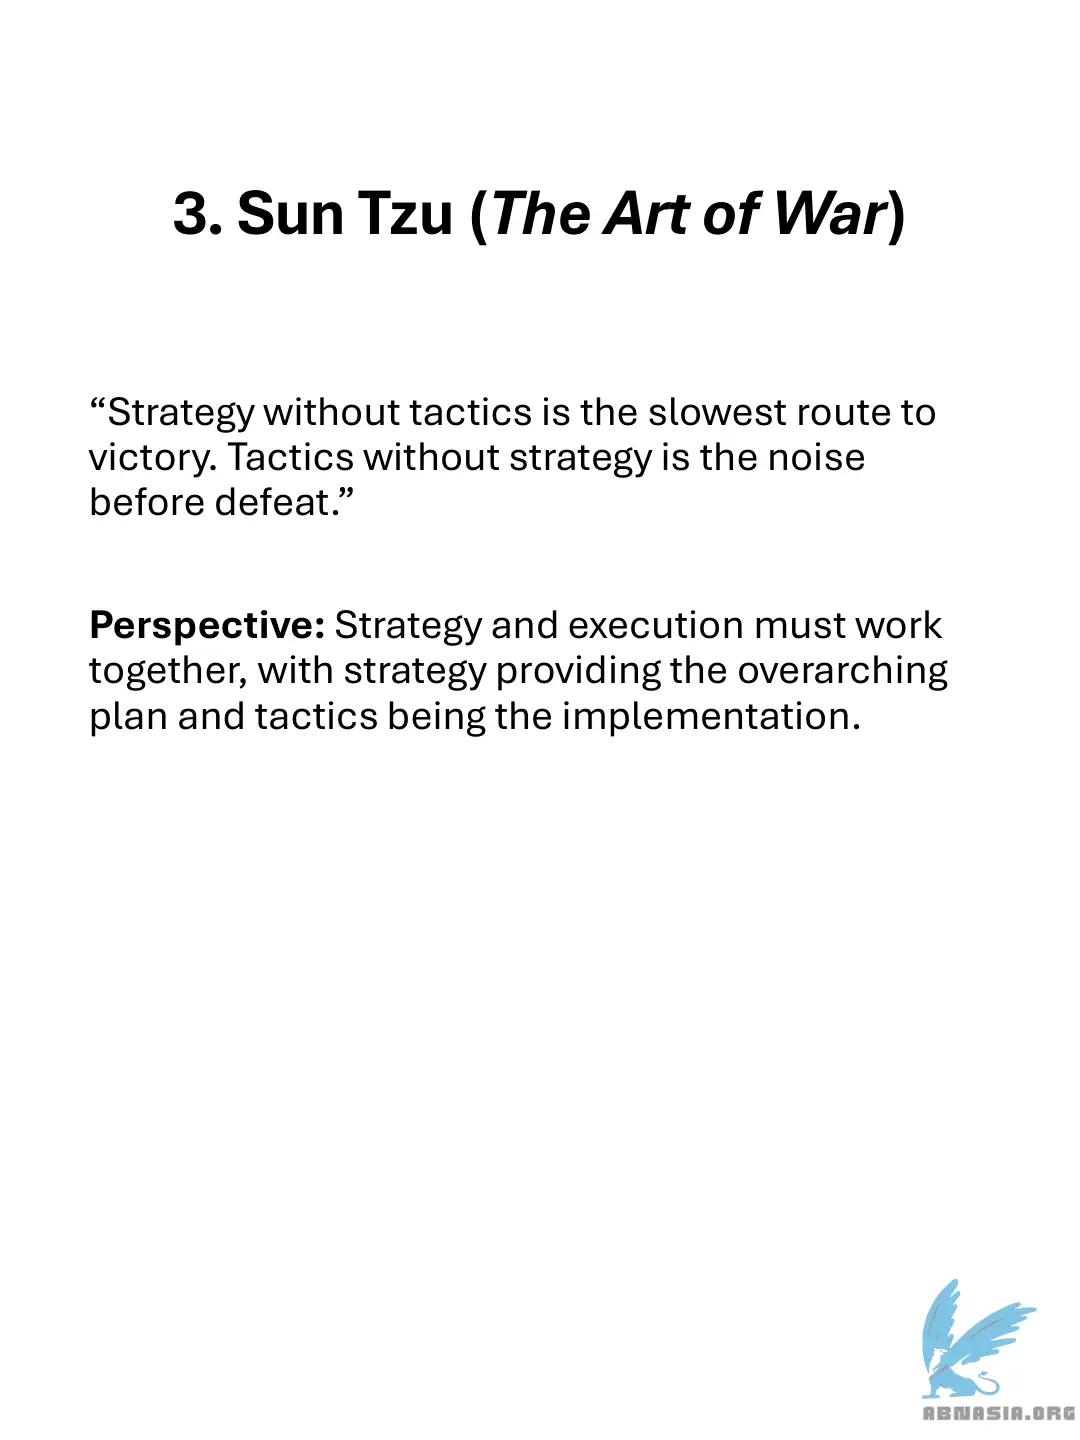 3. Sun Tzu (The Art of War)
“Strategy without tactics is the slowest route to
victory. Tactics without strategy is the noise
before defeat.”
Perspective: Strategy and execution must work
together, with strategy providing the overarching
plan and tactics being the implementation.
ABNASIA.ORG